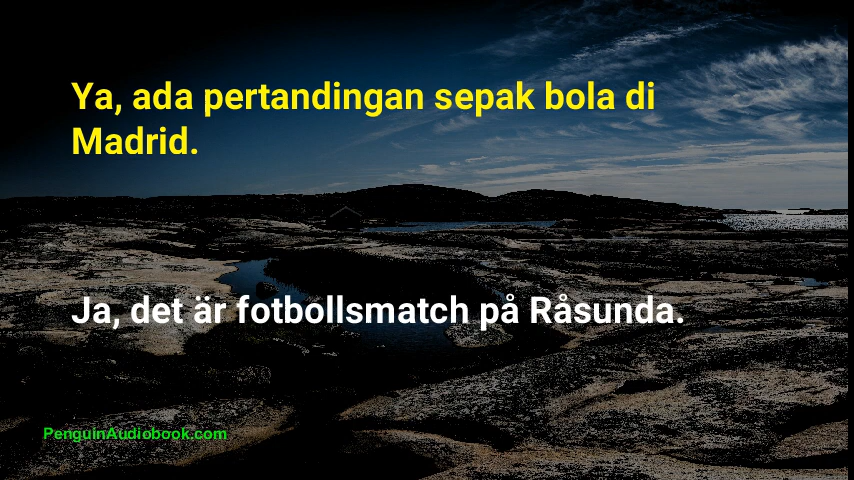 Ya, ada pertandingan sepak bola di
Madrid.
Ja, det är fotbollsmatch på Råsunda.
PenguinAudiobook.com